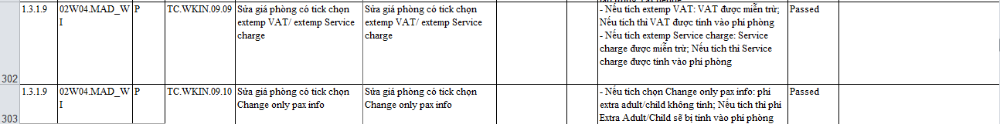 1.3.1.9 02W04.MAD_W P TC.WKIN.09.09 Sửa giá phòng có tick chọn Sửa giá phòng có tick chọn - Nếu tích extemp VAT: VAT được miễn trừ; Passed
I extemp VAT/ extemp Service extemp VAT/ extemp Service Nếu tích thì VAT được tính vào phí phòng
charge charge - Nếu tích extemp Service charge: Service
charge được miễn trừ; Nếu tích thì Service
charge được tính vào phí phòng
302
1.3.1.9 02W04.MAD_W P TC.WKIN.09.10 Sửa giá phòng có tick chọn Sửa giá phòng có tick chọn - Nếu tích chọn Change only pax info: phí Passed
I Change only pax info Change only pax info extra adult/child không tính; Nếu tích thì phí
303 Extra Adult/Child sẽ bị tính vào phí phòng